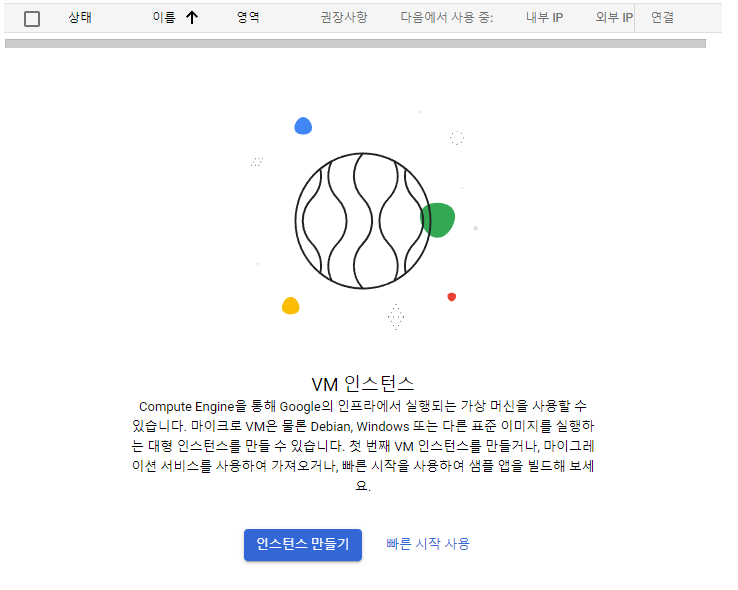 상태 이름 영역 권장사항 다음에서 사용 중: 내부 IP 외부 IP 연결
VM 인스턴스
Compute Engine을 통해 Google의 인프라에서 실행되는 가상 머신을 사용할 수
있습니다. 마이크로 VM은 물론 Debian, Windows 또는 다른 표준 이미지를 실행하
는 대형 인스턴스를 만들 수 있습니다. 첫 번째 VM 인스턴스를 만들거나, 마이그레
이션 서비스를 사용하여 가져오거나, 빠른 시작을 사용하여 샘플 앱을 빌드해 보세
요.
인스턴스 만들기 빠른 시작 사용